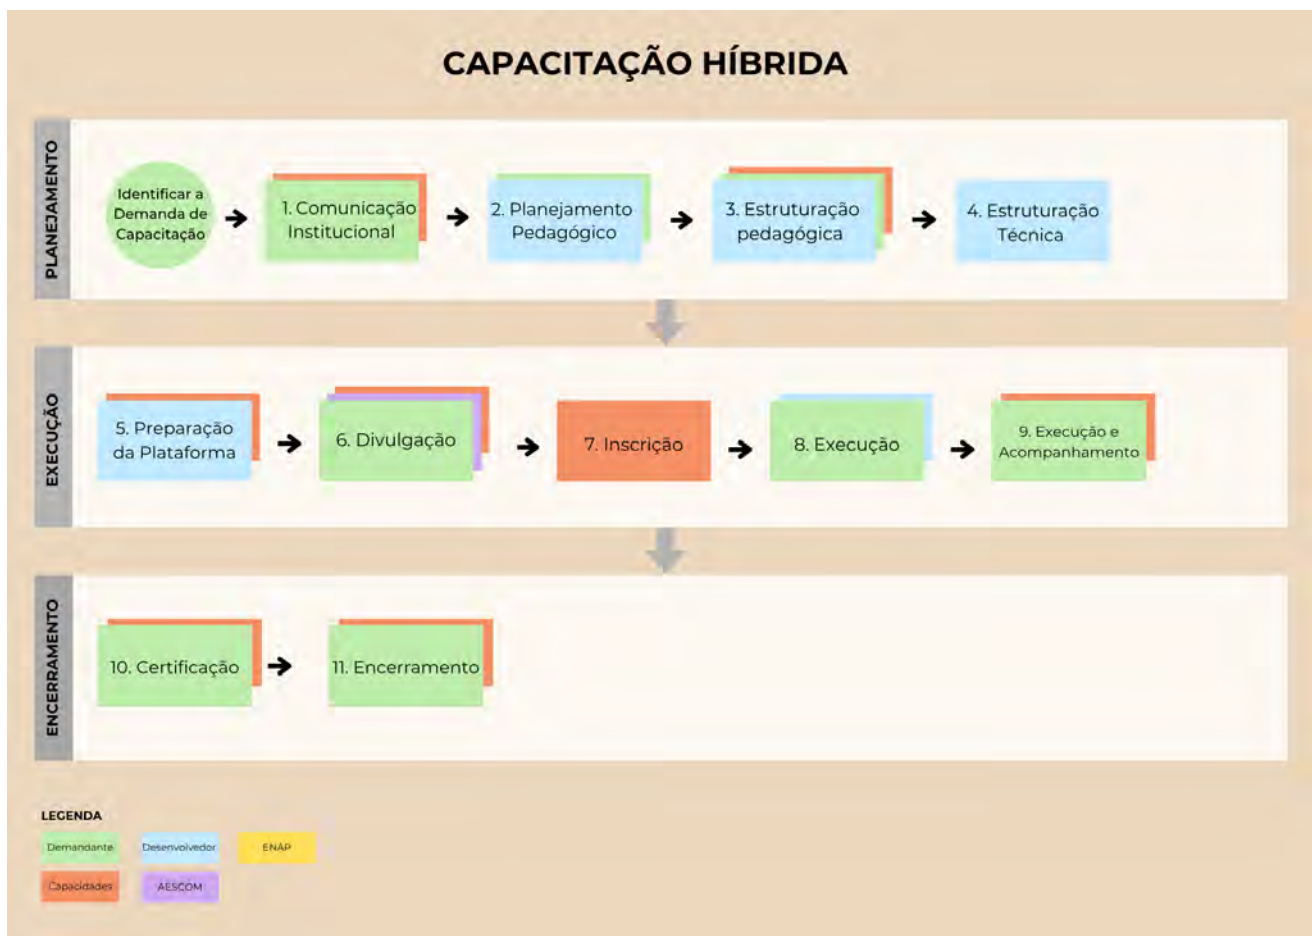 CAPACITAÇÃO HÍBRIDA
PLANEJAMENTO
Identificar a
Demanda de
Capacitação
1. Comunicação
Institucional
2. Planejamento
Pedagógico
3. Estruturação
pedagógica
4. Estruturação
Técnica
EXECUÇÃO
5. Preparação
da Plataforma
6. Divulgação
7. Inscrição
8. Execução
9. Execução e
Acompanhamento
ENCERRAMENTO
10. Certificação
11. Encerramento
LEGENDA
Demandante
Desenvolvedor
ENAP
Capacidades
AESCOM